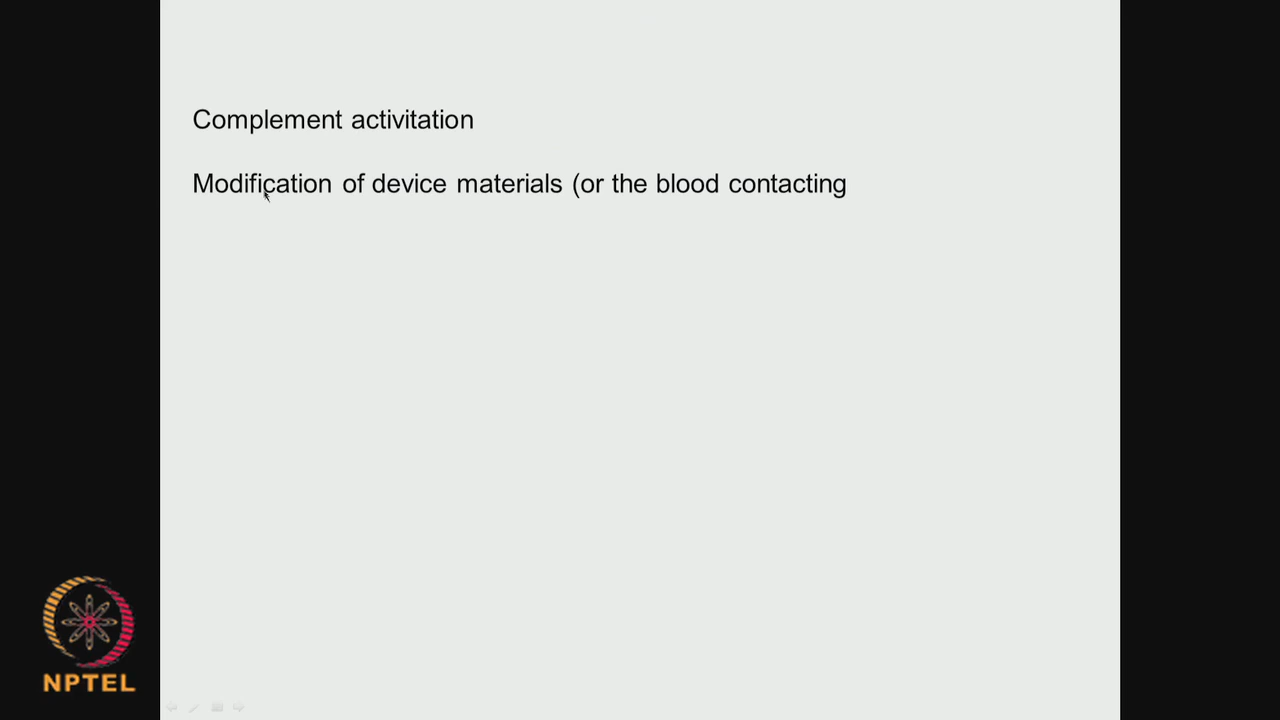 Complement activitation
Modification of device materials (or the blood contacting
NPTEL